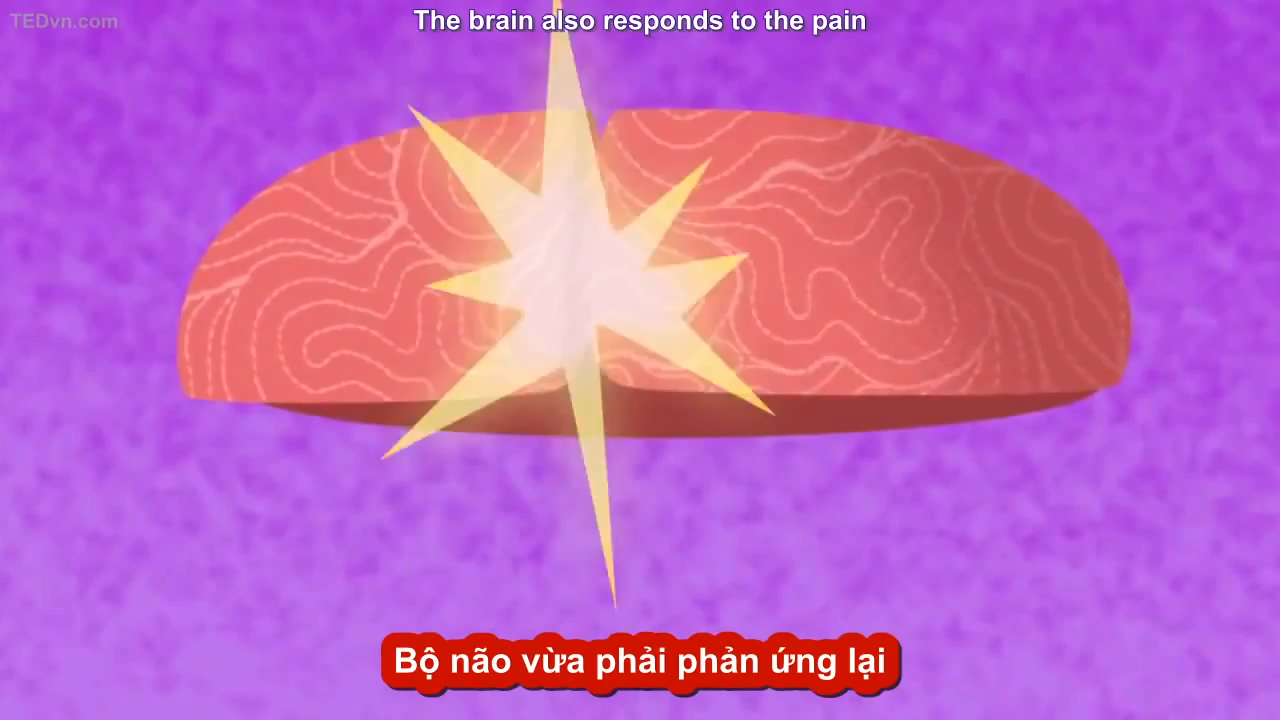 TEDvn.com
The brain also responds to the pain
Bộ não vừa phải phản ứng lại